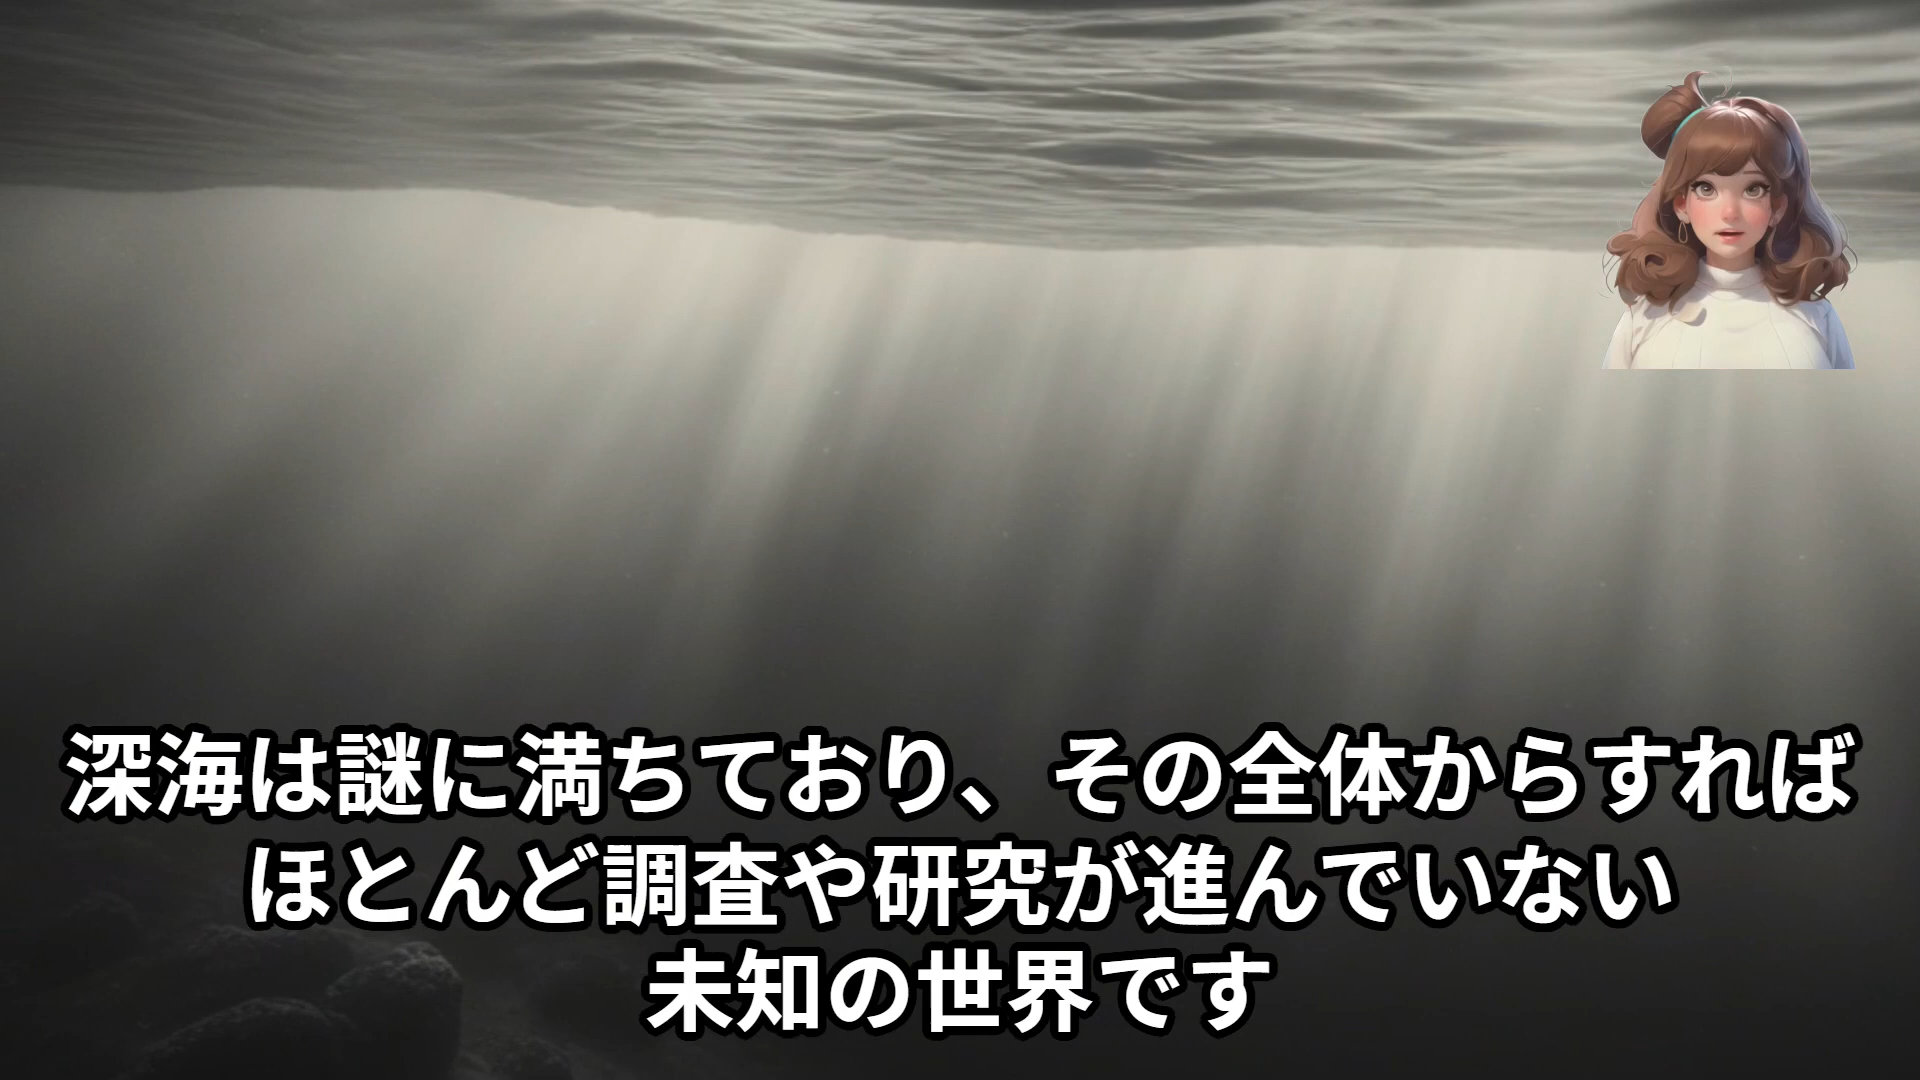 深海は謎に満ちており、その全体からすれば
ほとんど調査や研究が進んでいない
未知の世界です